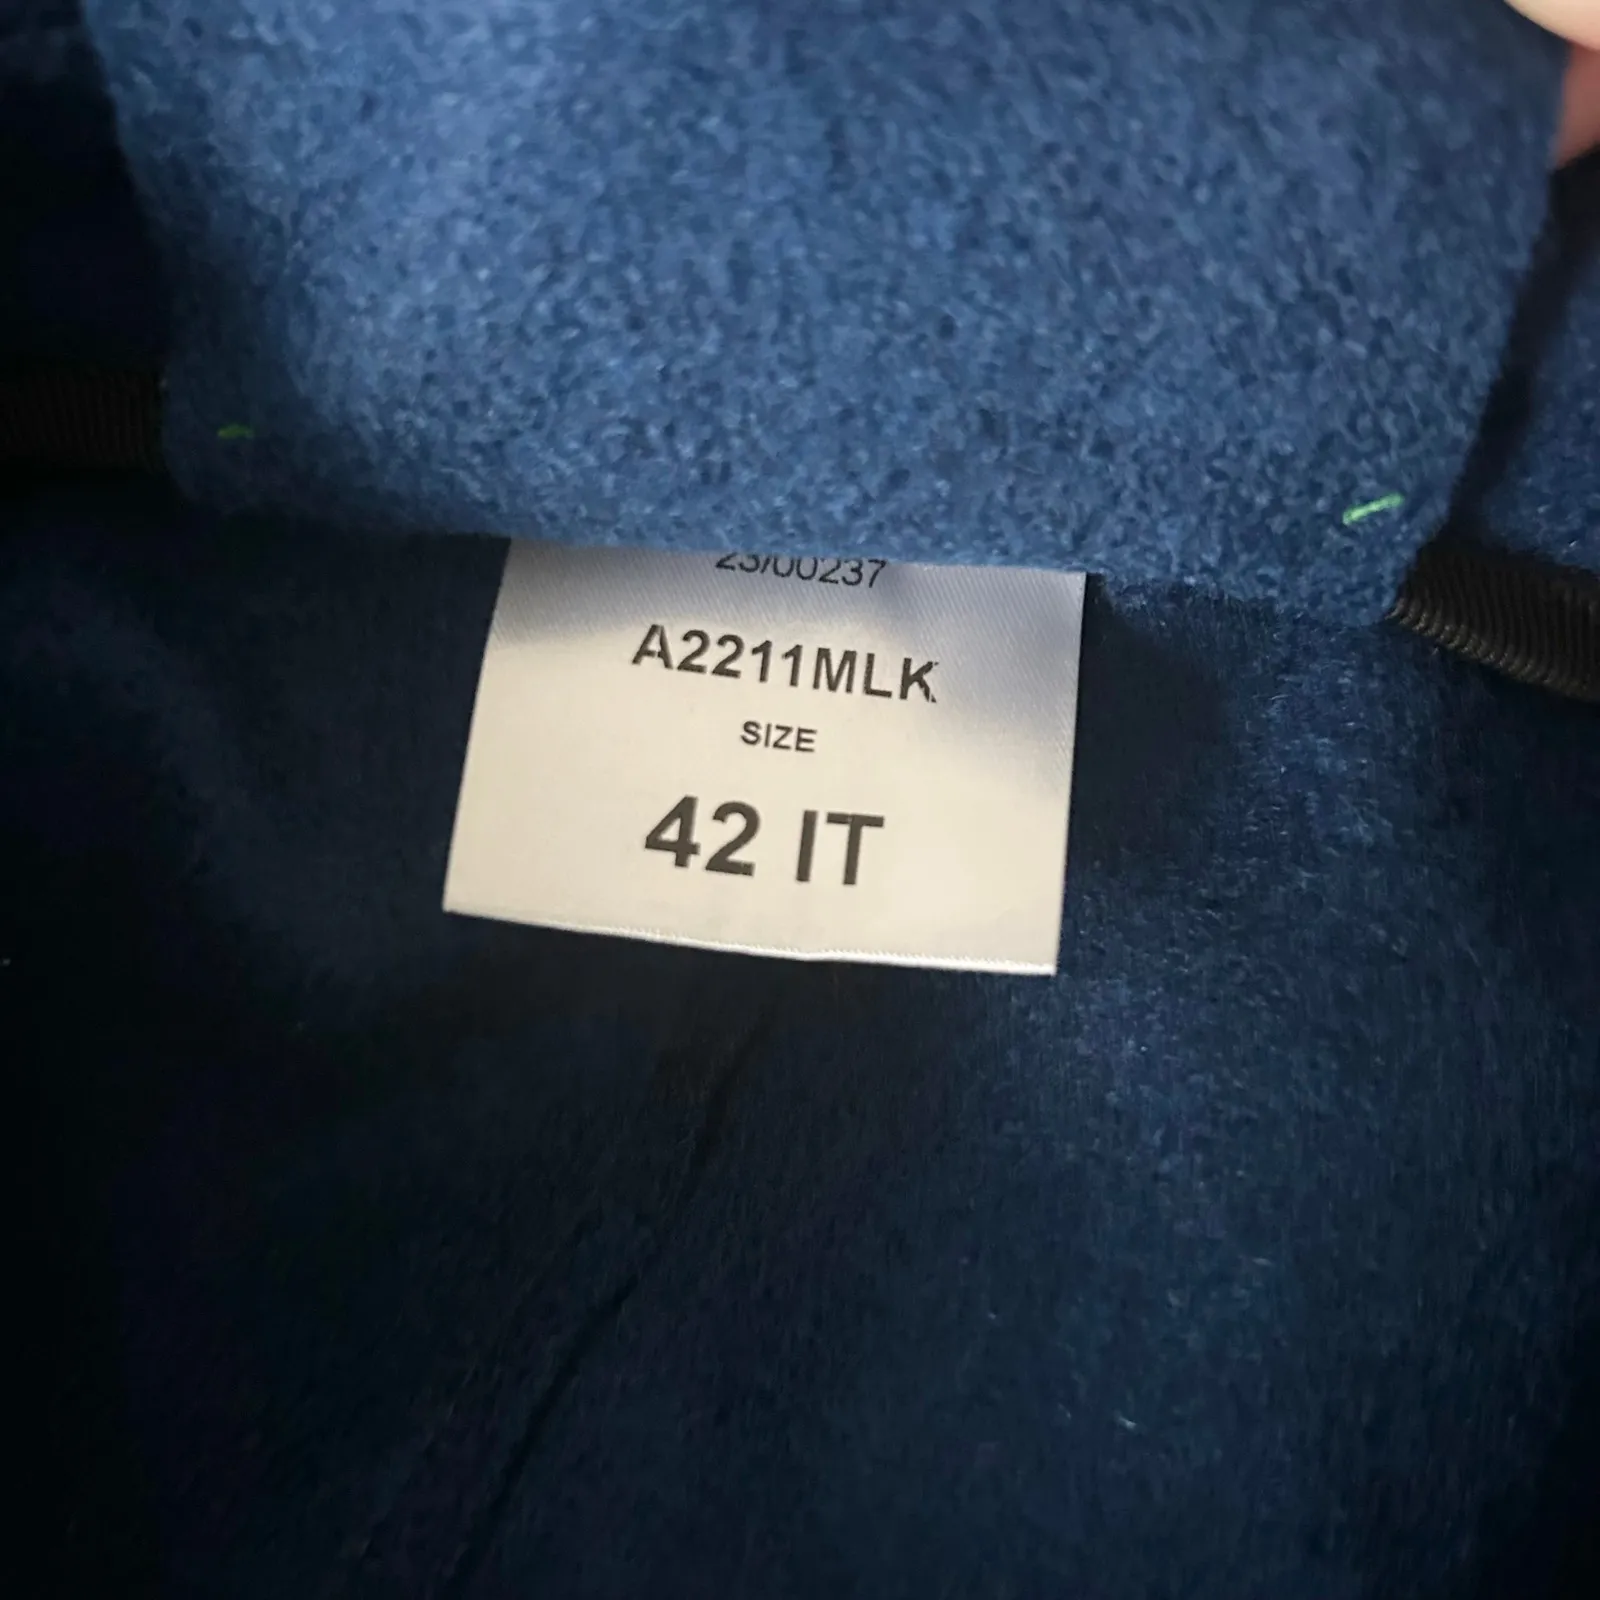 23/00237
A2211MLK
SIZE
42 IT